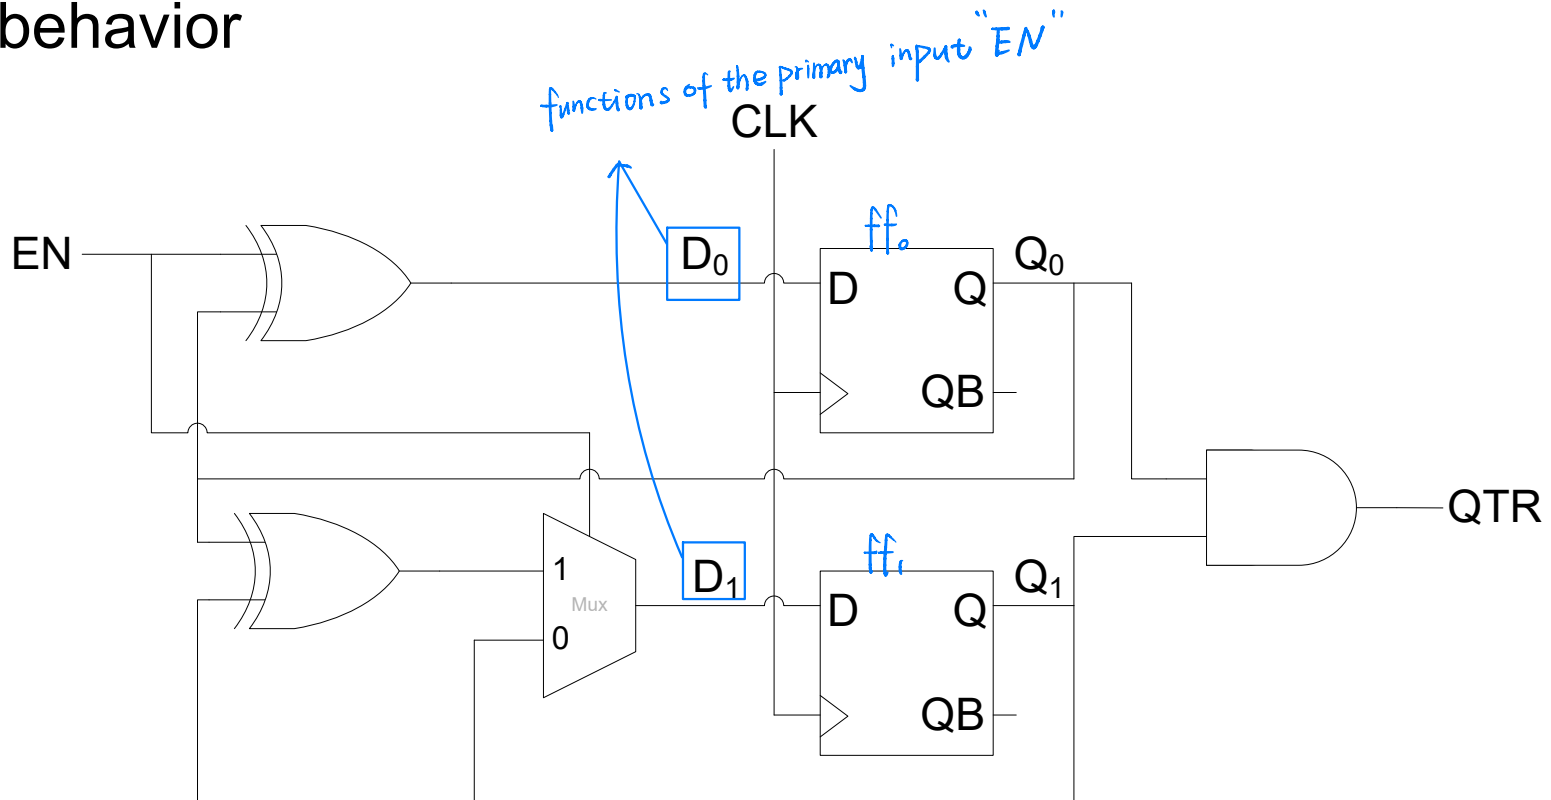 behavior
functions of the primary input "EN"
CLK
EN
D0
ff0
Q0
D
Q
QB
QTR
1
Mux
0
D1
ff1
Q1
D
Q
QB